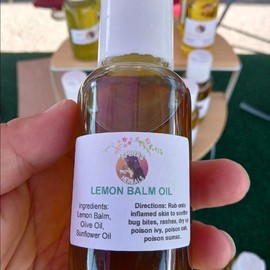 LEMON BALM OIL
Ingredients:
Lemon Balm,
Olive Oil,
Sunflower Oil
Directions: Rub onto
inflamed skin to soothe
bug bites, rashes, dry
poison ivy, poison oak,
poison sumac.